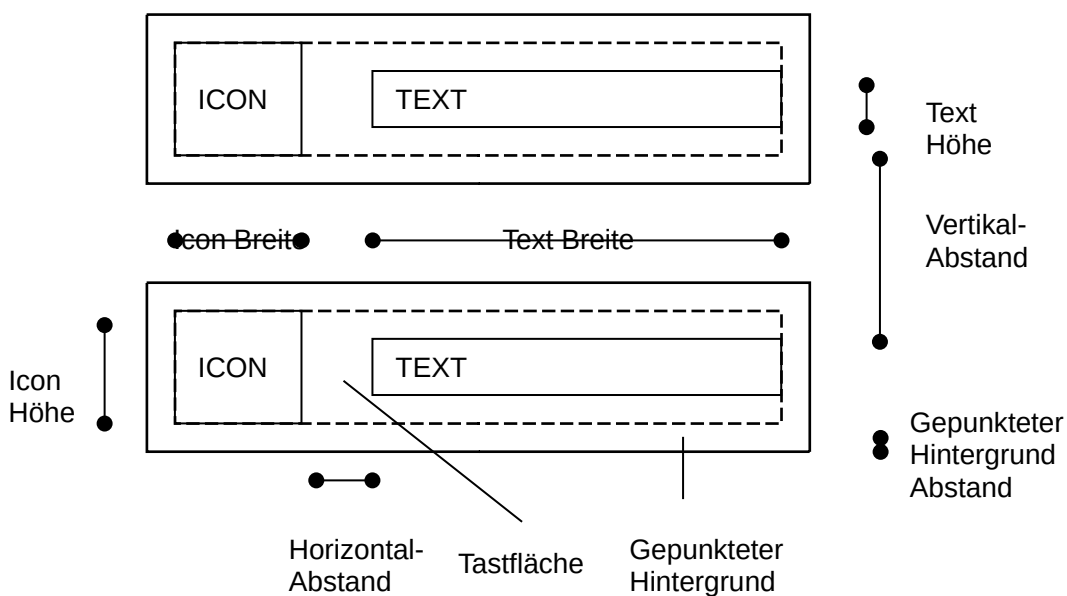 ICON
TEXT
Text
Höhe
Icon Breite
Text Breite
Vertikal-
Abstand
ICON
TEXT
Icon
Höhe
Gepunkteter
Hintergrund
Abstand
Horizontal-
Abstand
Tastfläche
Gepunkteter
Hintergrund